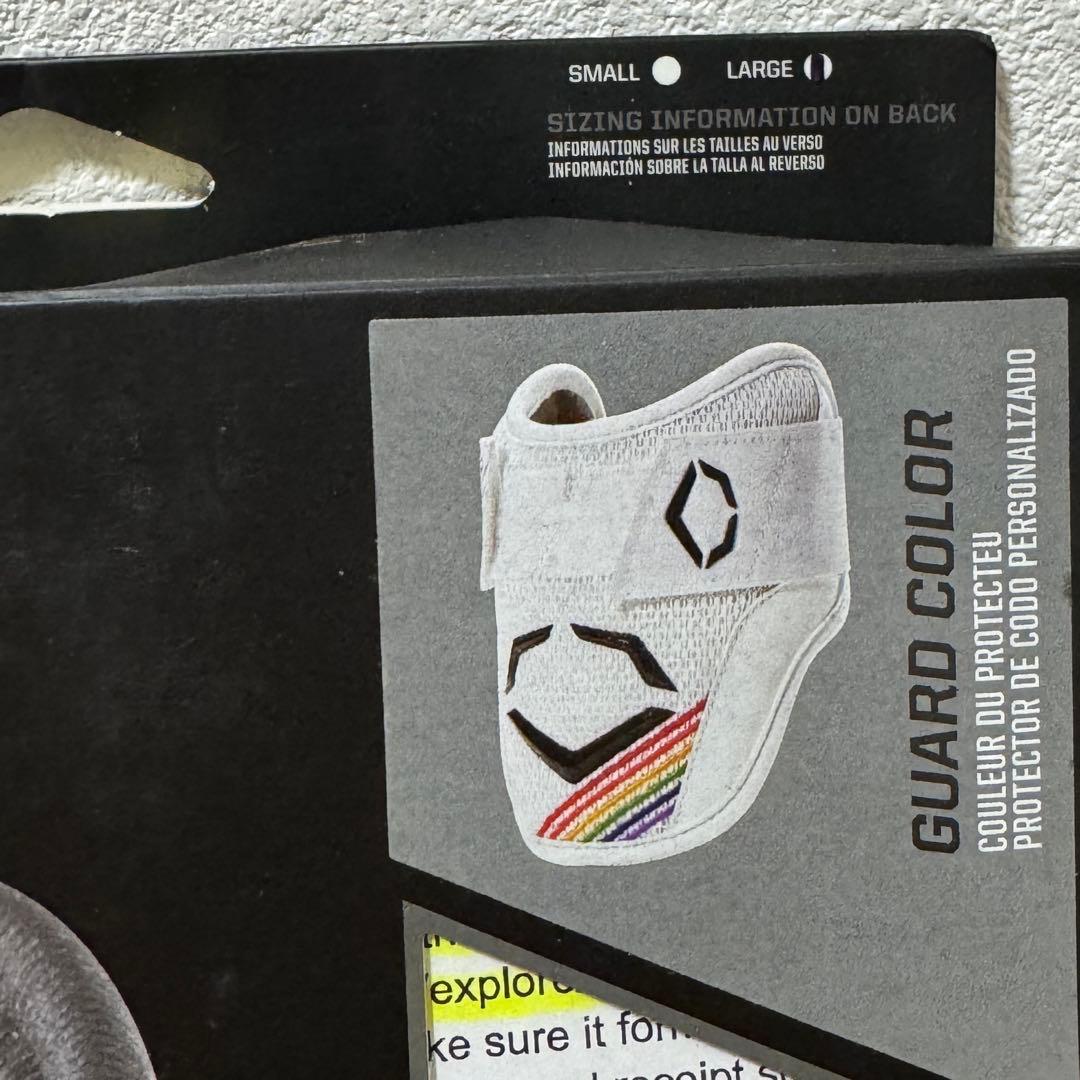 SMALL LARGE
SIZING INFORMATION ON BACK
INFORMATIONS SUR LES TAILLES AU VERSO
INFORMACIÓN SOBRE LA TALLA AL REVERSO
GUARD COLOR
COULEUR DU PROTECTEU
PROTECTOR DE CODO PERSONALIZADO
explore
ke sure it for